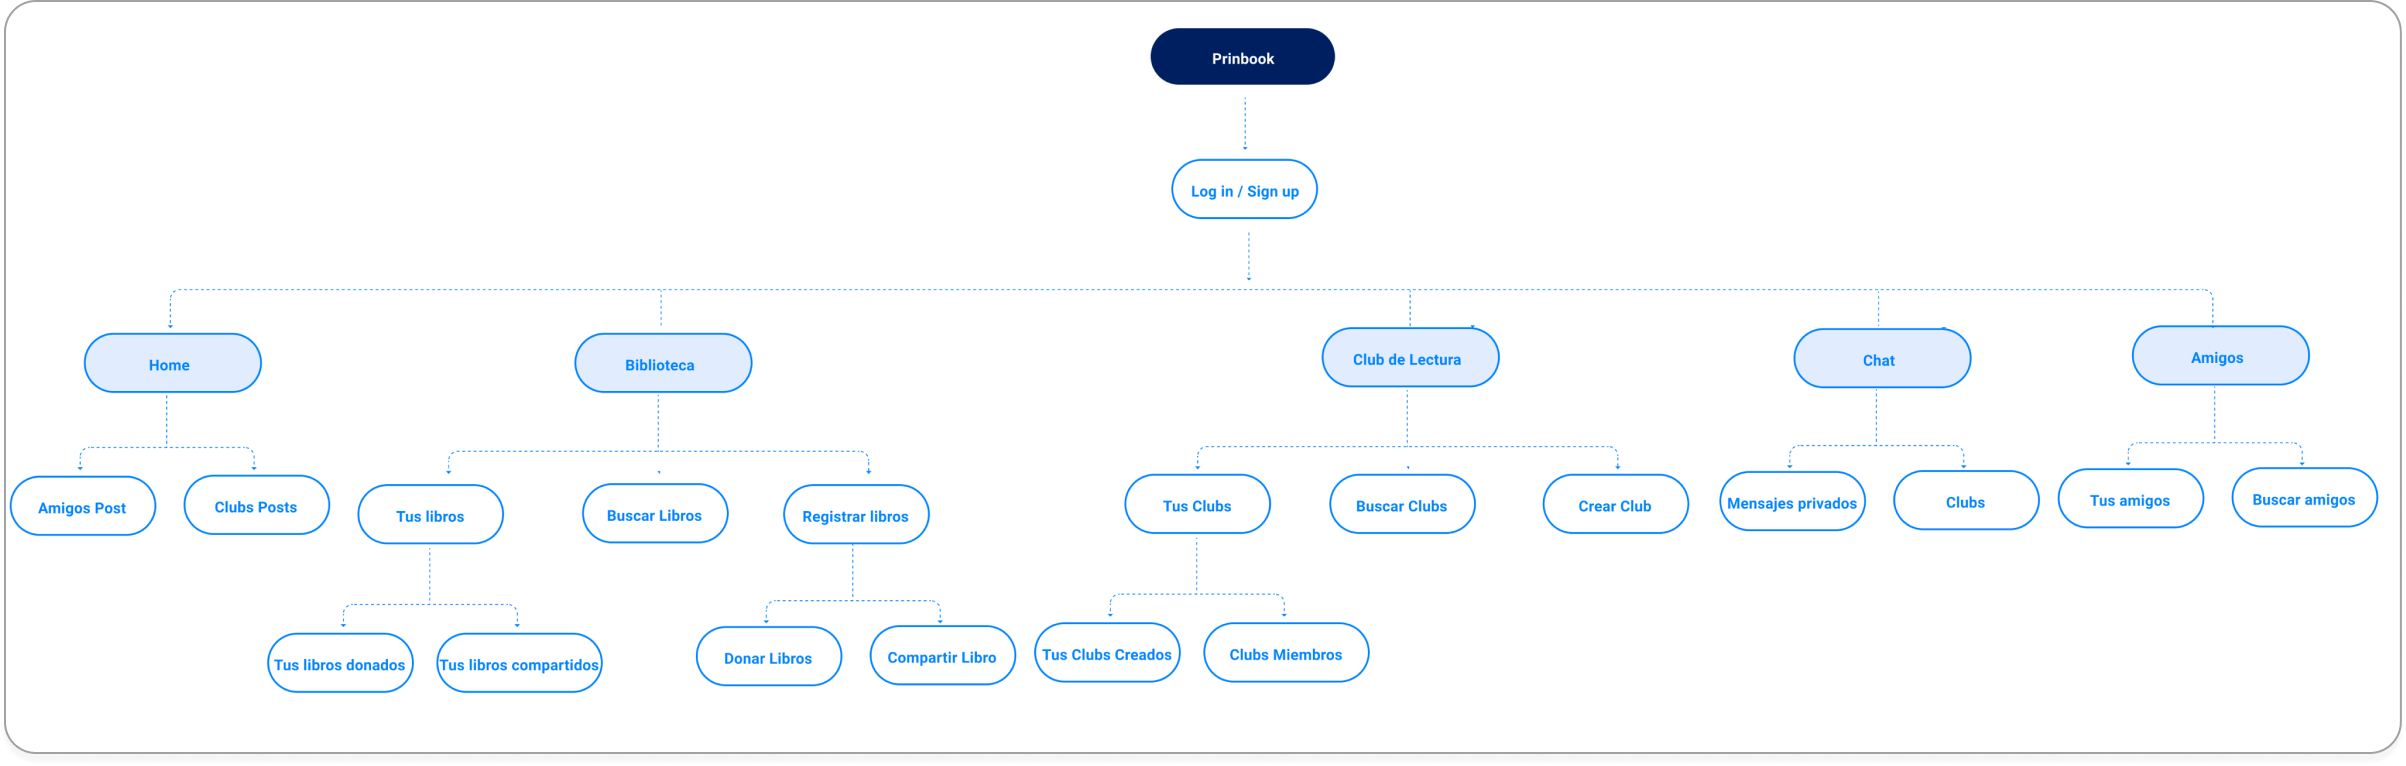 Prinbook
Log in / Sign up
Home
Biblioteca
Club de Lectura
Chat
Amigos
Amigos Post
Clubs Posts
Tus libros
Buscar Libros
Registrar libros
Tus Clubs
Buscar Clubs
Crear Club
Mensajes privados
Clubs
Tus amigos
Buscar amigos
Tus libros donados
Tus libros compartidos
Donar Libros
Compartir Libro
Tus Clubs Creados
Clubs Miembros